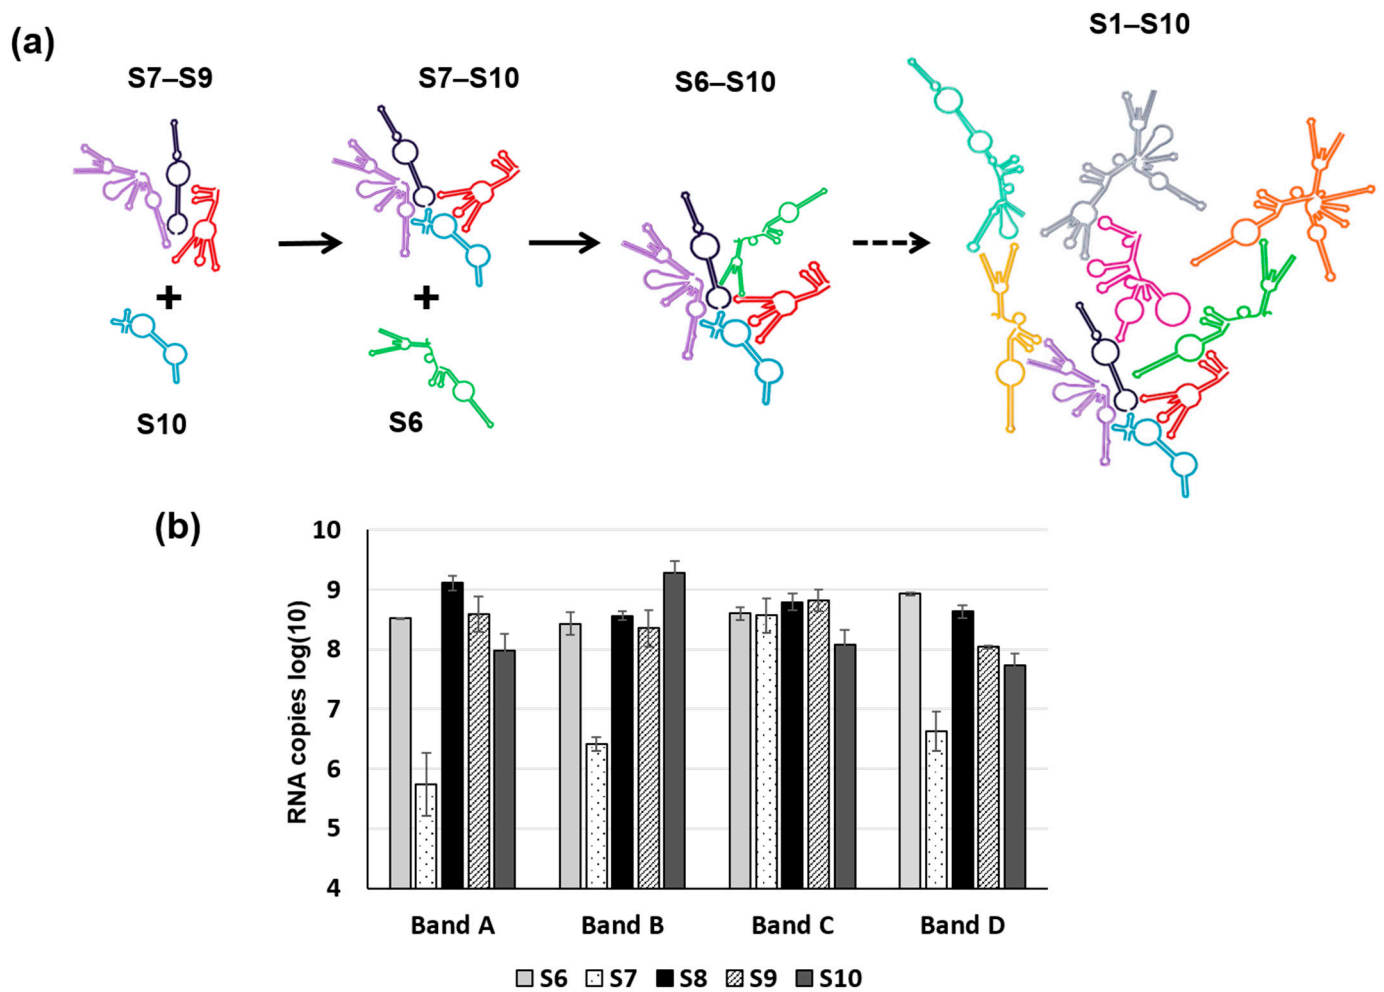 (a)
S1–S10
S7–S9
S7–S10
S6–S10
+
+
S10
S6
(b)
RNA copies log(10)
10
9
8
7
6
5
4
Band A Band B Band C Band D
S6 S7 S8 S9 S10